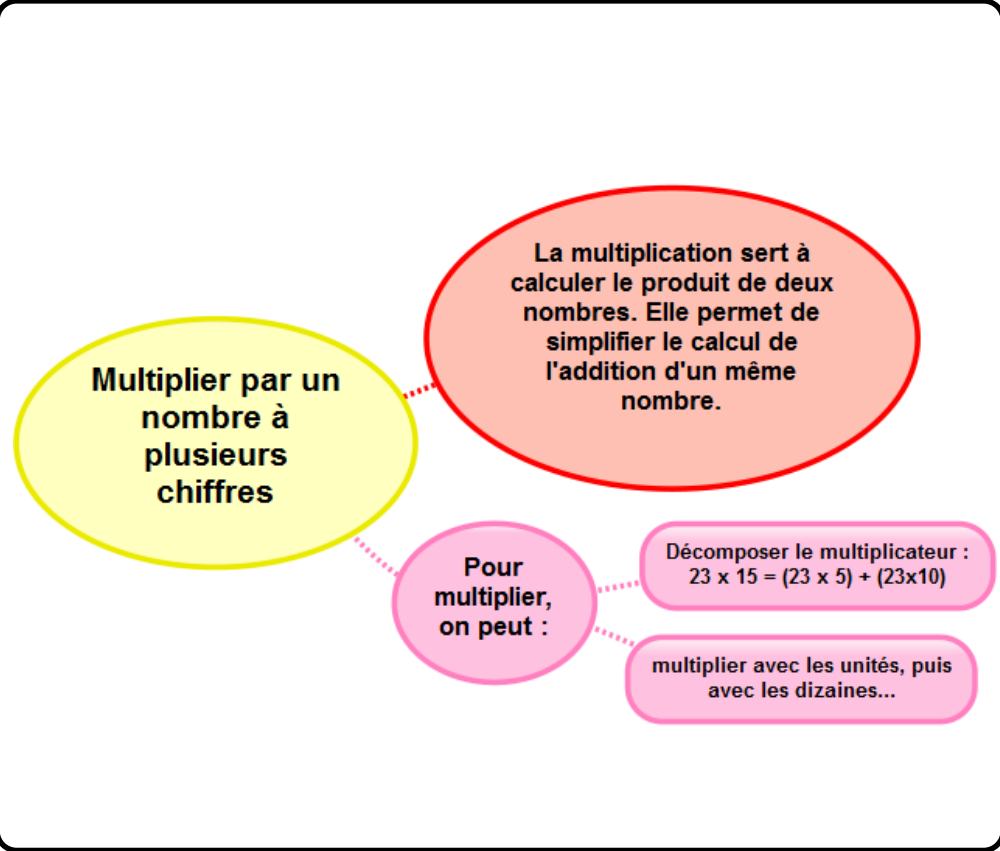 La multiplication sert à
calculer le produit de deux
nombres. Elle permet de
simplifier le calcul de
l'addition d'un même
nombre.
Multiplier par un
nombre à
plusieurs
chiffres
Pour
multiplier,
on peut :
Décomposer le multiplicateur :
23 x 15 = (23 x 5) + (23x10)
multiplier avec les unités, puis
avec les dizaines...